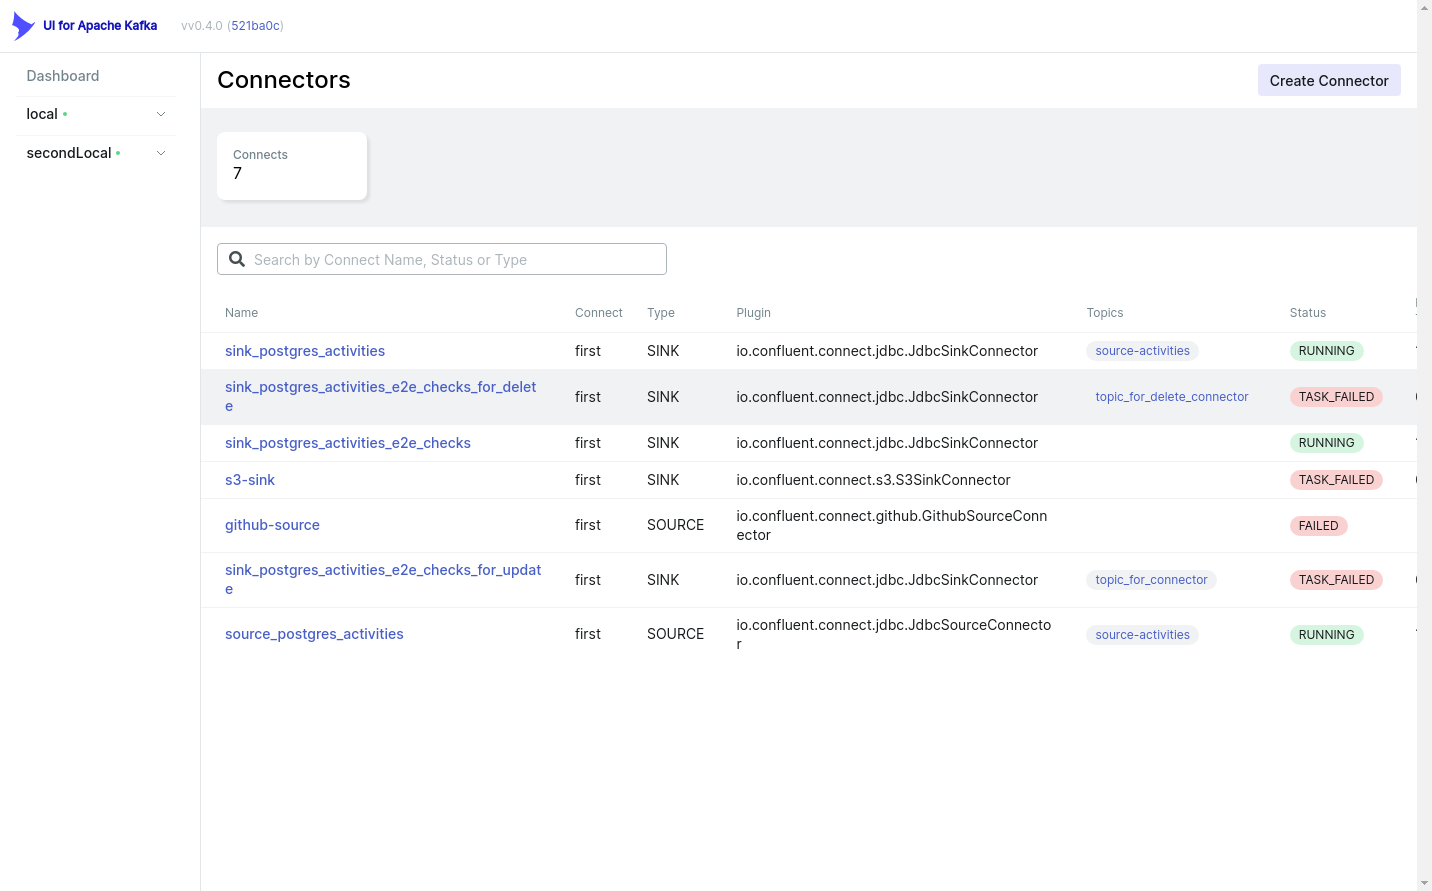 UI for Apache Kafka vv0.4.0 (521ba0c)
Dashboard
local
secondLocal
Connectors
Create Connector
Connects
7
Search by Connect Name, Status or Type
Name Connect Type Plugin Topics Status
sink_postgres_activities first SINK io.confluent.connect.jdbc.JdbcSinkConnector source-activities RUNNING
sink_postgres_activities_e2e_checks_for_delet
e first SINK io.confluent.connect.jdbc.JdbcSinkConnector topic_for_delete_connector TASK_FAILED
sink_postgres_activities_e2e_checks first SINK io.confluent.connect.jdbc.JdbcSinkConnector RUNNING
s3-sink first SINK io.confluent.connect.s3.S3SinkConnector TASK_FAILED
github-source first SOURCE io.confluent.connect.github.GithubSourceConn
ector FAILED
sink_postgres_activities_e2e_checks_for_updat
e first SINK io.confluent.connect.jdbc.JdbcSinkConnector topic_for_connector TASK_FAILED
source_postgres_activities first SOURCE io.confluent.connect.jdbc.JdbcSourceConnecto
r source-activities RUNNING